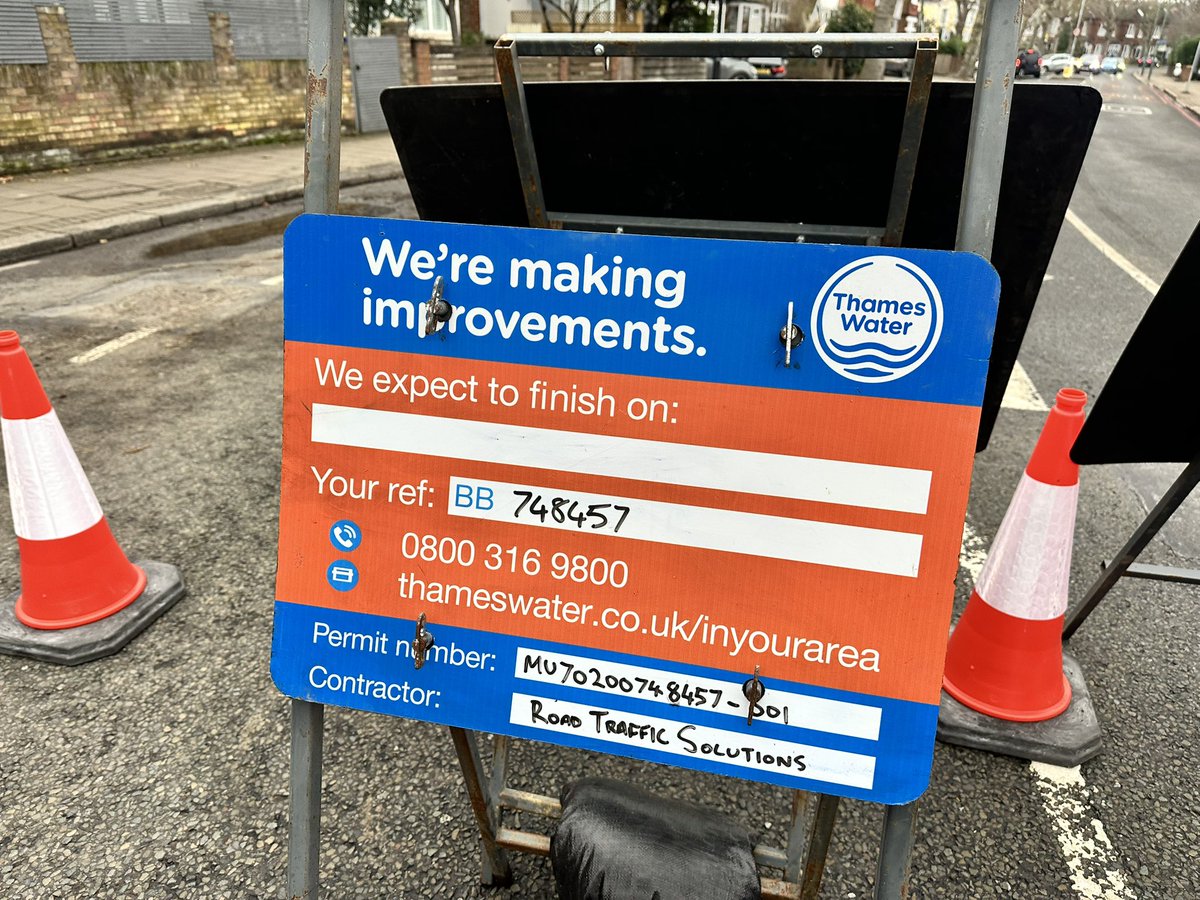 We're making
improvements.
Thames
Water
We expect to finish on:
Your ref: BB 748457
0800 316 9800
thameswater.co.uk/inyourarea
Permit number: MU70200748457-001
Contractor: ROAD TRAFFIC SOLUTIONS